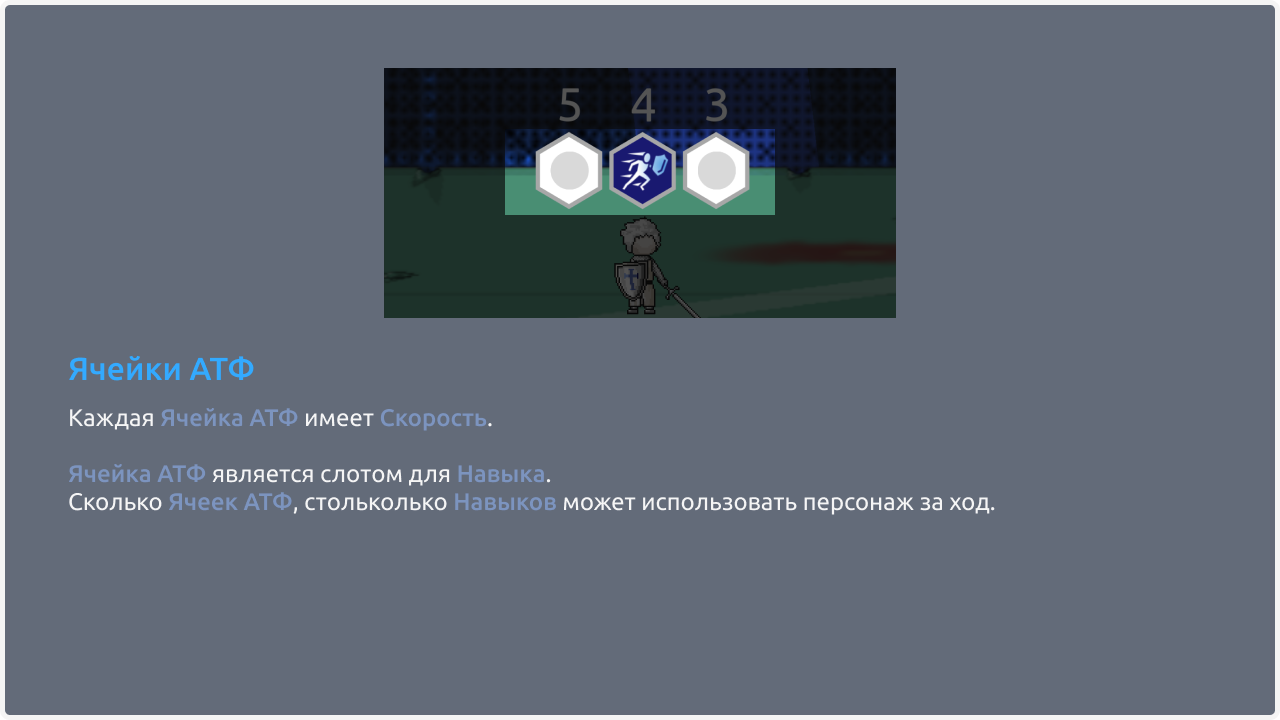 5 4 3
Ячейки АТФ
Каждая Ячейка АТФ имеет Скорость.
Ячейка АТФ является слотом для Навыка.
Сколько Ячеек АТФ, стольколько Навыков может использовать персонаж за ход.